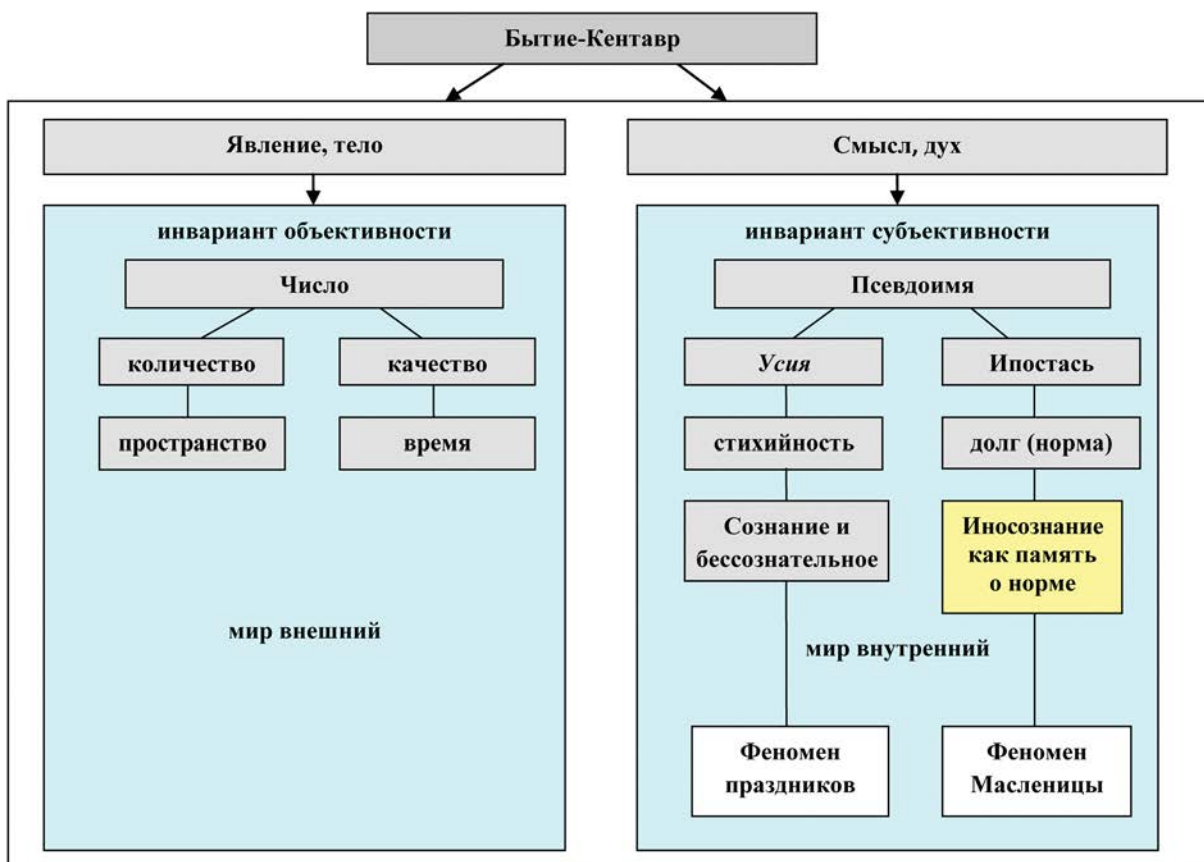 Бытие-Кентавр
Явление, тело
Смысл, дух
инвариант объективности
Число
количество
качество
пространство
время
мир внешний
инвариант субъективности
Псевдоимя
Усия
Ипостась
стихийность
долг (норма)
Сознание и
бессознательное
Иносознание
как память
о норме
мир внутренний
Феномен
праздников
Феномен
Масленицы